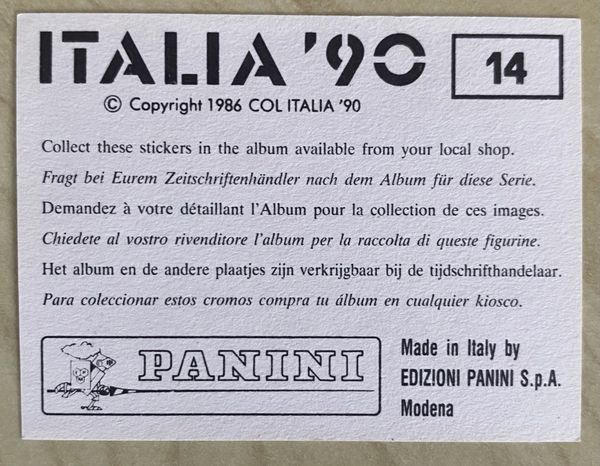 ITALIA '90
14
© Copyright 1986 COL ITALIA '90
Collect these stickers in the album available from your local shop.
Fragt bei Eurem Zeitschriftenhändler nach dem Album für diese Serie.
Demandez à votre détaillant l'Album pour la collection de ces images.
Chiedete al vostro rivenditore l'album per la raccolta di queste figurine.
Het album en de andere plaatjes zijn verkrijgbaar bij de tijdschrifthandelaar.
Para coleccionar estos cromos compra tu álbum en cualquier kiosco.
PANINI
Made in Italy by
EDIZIONI PANINI S.p.A.
Modena